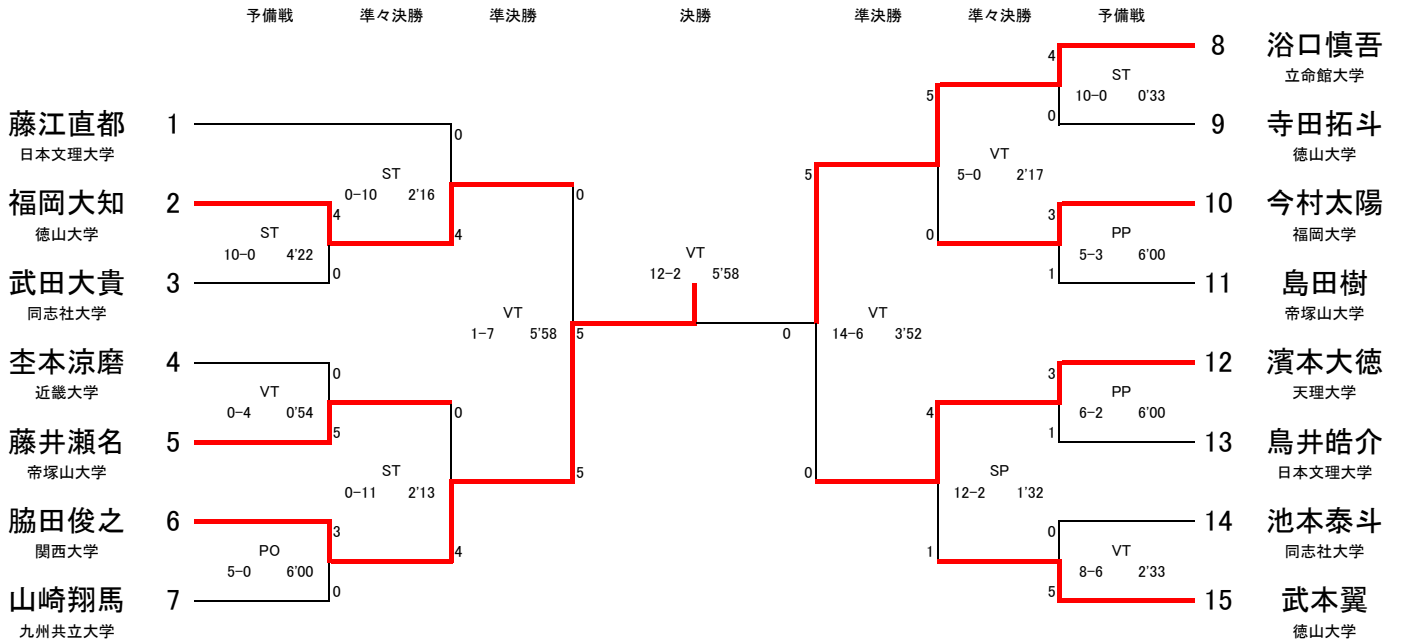 予備戦 準々決勝 準決勝 決勝 準決勝 準々決勝 予備戦
藤江直都 1
日本文理大学
福岡大知 2
徳山大学
武田大貴 3
同志社大学
杢本涼磨 4
近畿大学
藤井瀬名 5
帝塚山大学
脇田俊之 6
関西大学
山崎翔馬 7
九州共立大学
4
ST
10-0 4'22
0
0
VT
0-4 0'54
5
3
PO
5-0 6'00
0
0
ST
0-10 2'16
4
0
ST
0-11 2'13
4
0
VT
1-7 5'58
5
5
VT
12-2 5'58
0
5
VT
14-6 3'52
0
5
VT
5-0 2'17
0
4
SP
12-2 1'32
1
4
ST
10-0 0'33
0
3
PP
5-3 6'00
1
3
PP
6-2 6'00
1
0
VT
8-6 2'33
5
8 浴口慎吾
立命館大学
9 寺田拓斗
徳山大学
10 今村太陽
福岡大学
11 島田樹
帝塚山大学
12 濱本大徳
天理大学
13 鳥井皓介
日本文理大学
14 池本泰斗
同志社大学
15 武本翼
徳山大学